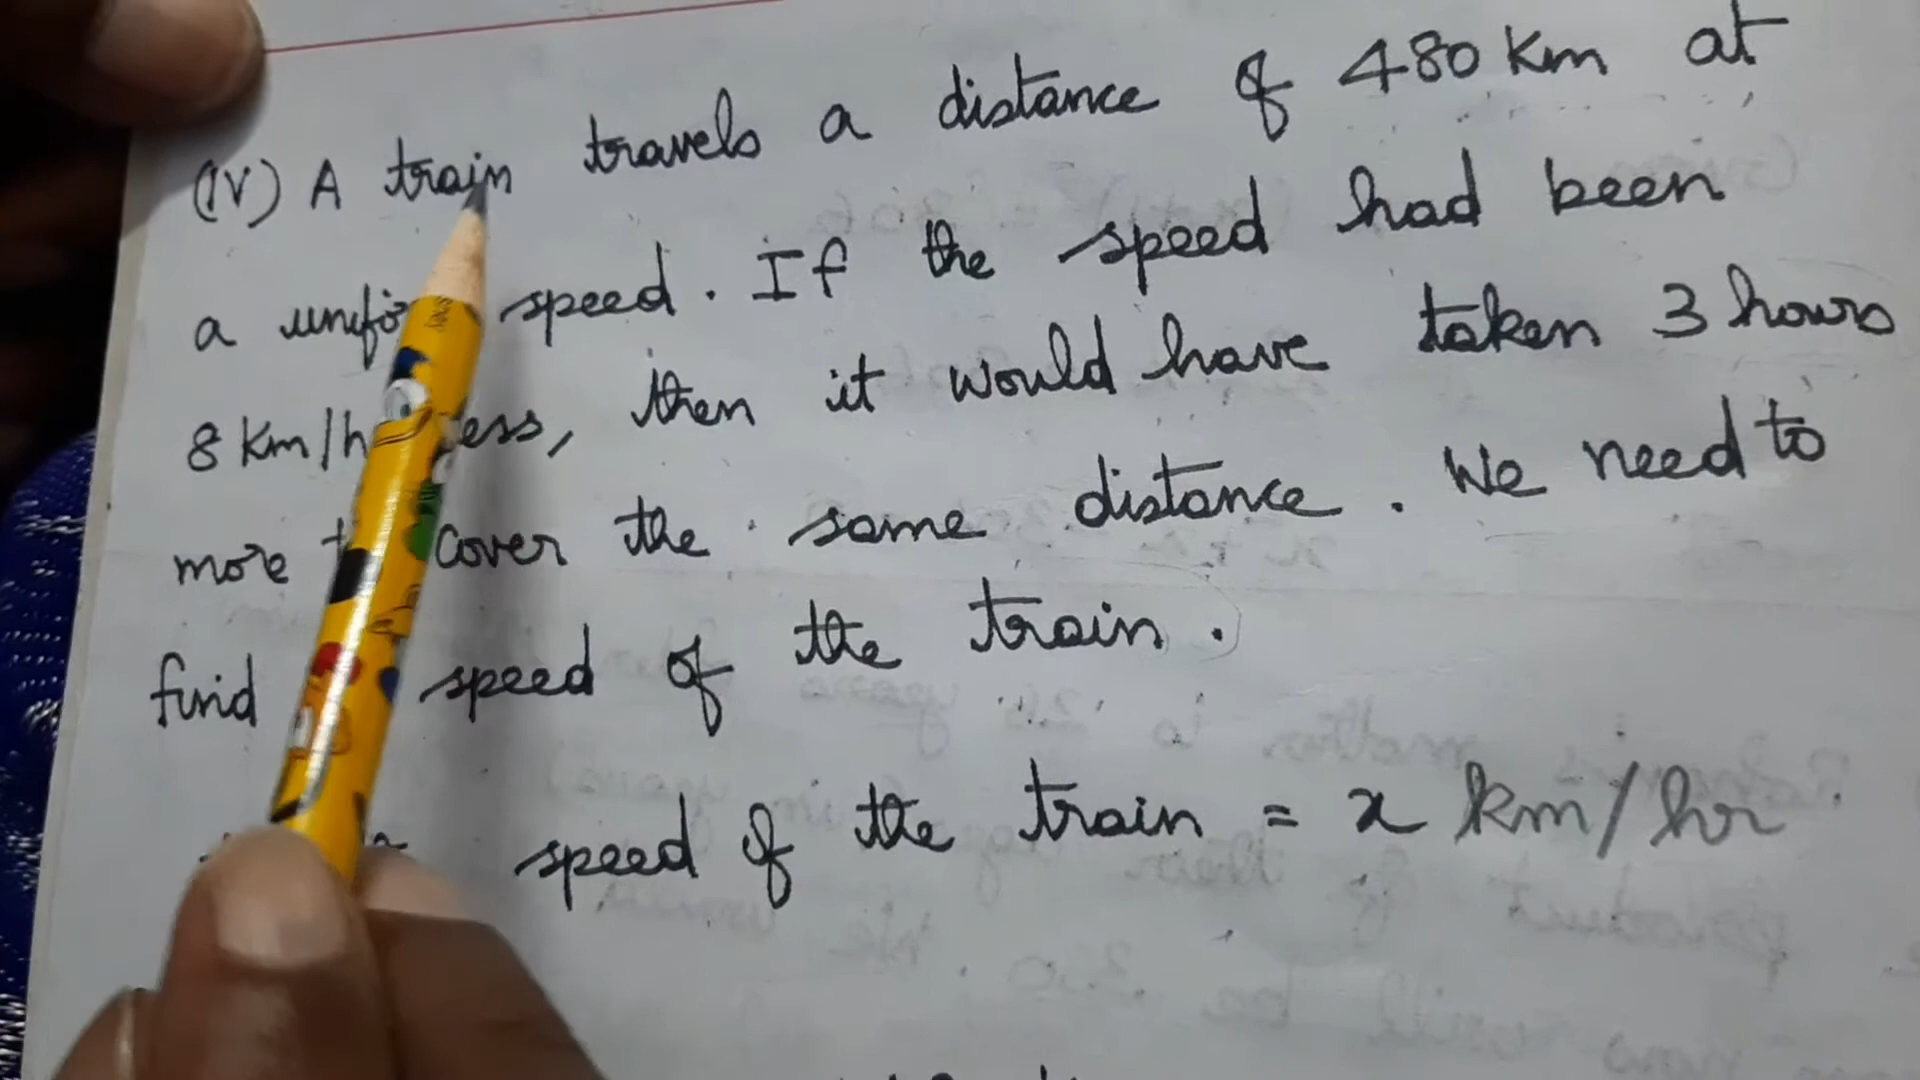 (IV) A train travels a distance of 480 km at
a speed. If the speed had been
8 km/h less, then it would have taken 3 hours
more cover the same distance. We need to
find speed of the train.
speed of the train = x km/hr